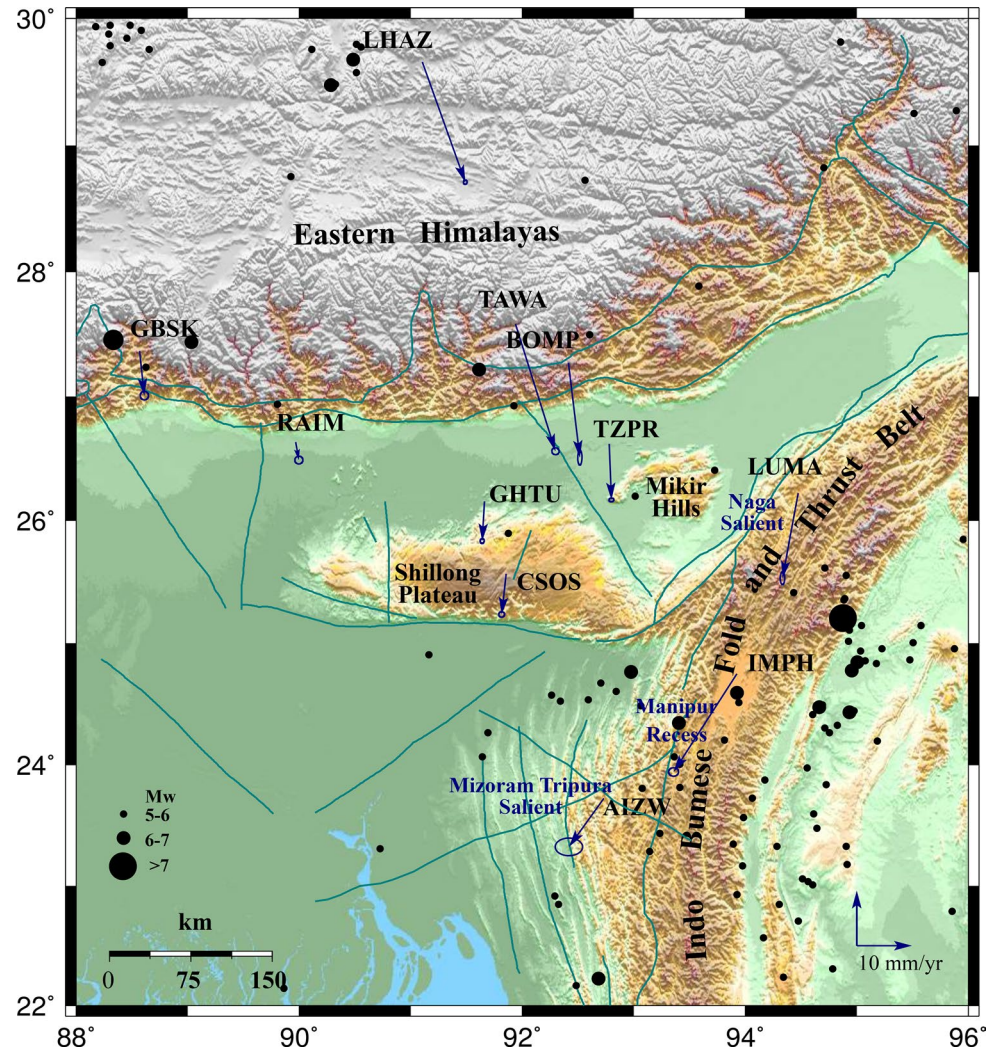 30°
LHAZ
Eastern Himalayas
28°
TAWA
GBSK
BOMP
RAIM
TZPR
LUMA
Fold and Thrust Belt
GHTU
Mikir
Hills
Naga
Salient
26°
Shillong
Plateau
CSOS
IMPH
Manipur
Recess
24°
Mizoram Tripura
Salient
AIZW
Indo Bumese
Mw
5-6
6-7
>7
km
0 75 150
10 mm/yr
22°
88° 90° 92° 94° 96°